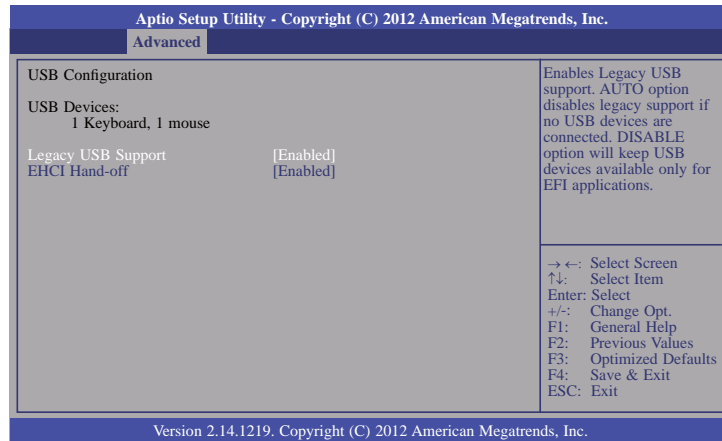 Aptio Setup Utility - Copyright (C) 2012 American Megatrends, Inc.
Advanced
USB Configuration
USB Devices:
1 Keyboard, 1 mouse
Legacy USB Support [Enabled]
EHCI Hand-off [Enabled]
Enables Legacy USB
support. AUTO option
disables legacy support if
no USB devices are
connected. DISABLE
option will keep USB
devices available only for
EFI applications.
→ ←: Select Screen
↑↓: Select Item
Enter: Select
+/-: Change Opt.
F1: General Help
F2: Previous Values
F3: Optimized Defaults
F4: Save & Exit
ESC: Exit
Version 2.14.1219. Copyright (C) 2012 American Megatrends, Inc.